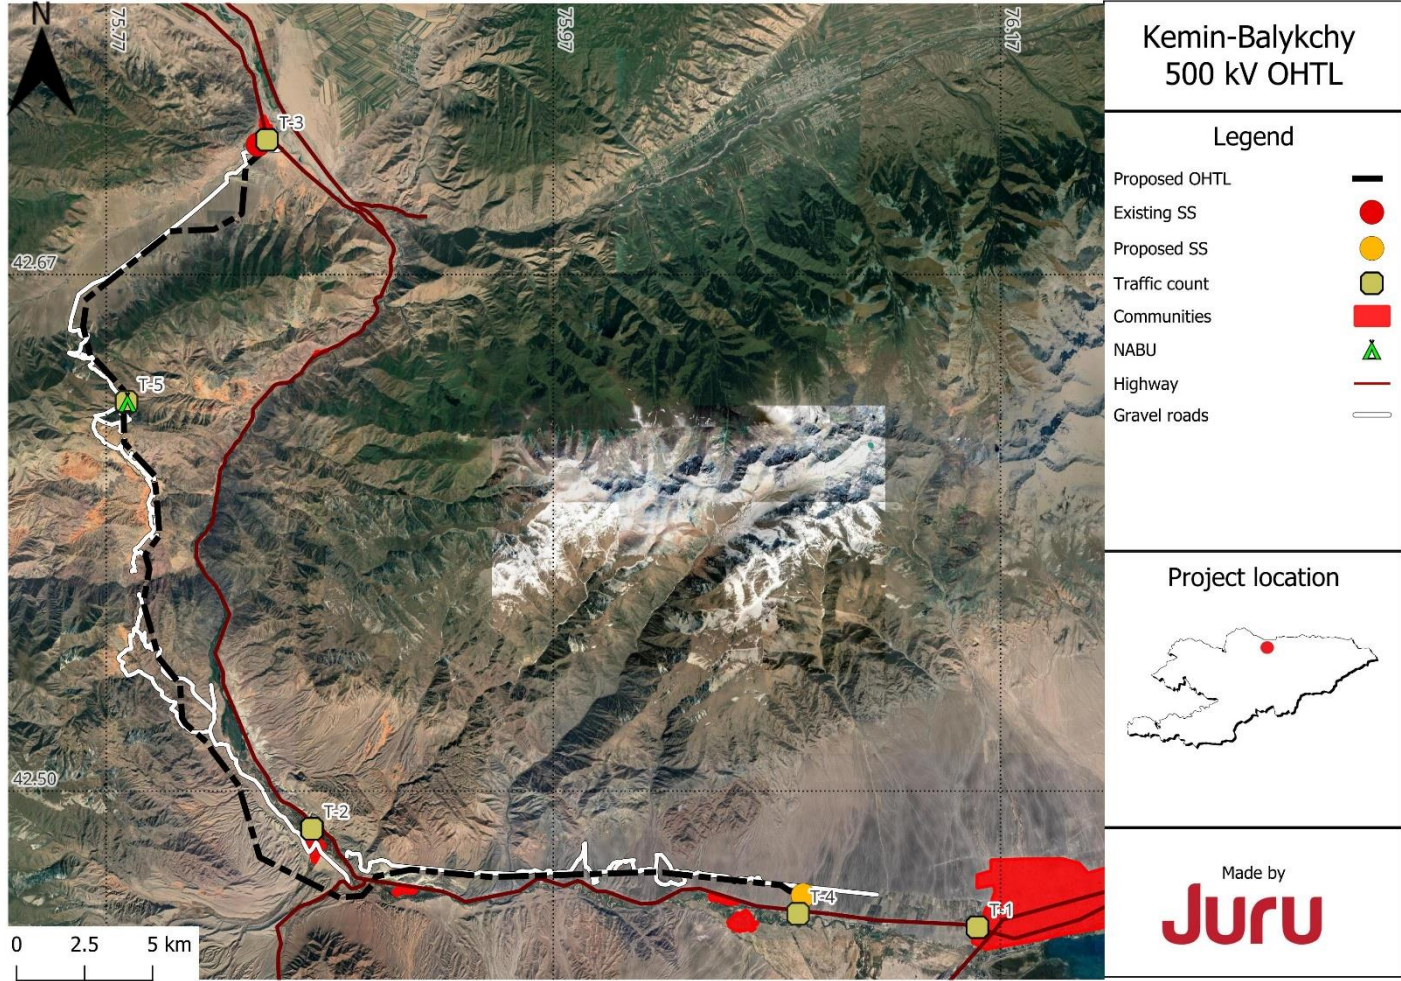 N
75.77
75.97
76.17
T-3
42.67
T-5
42.50
T-2
T-4
T-1
0 2.5 5 km
Kemin-Balykchy
500 kV OHTL
Legend
Proposed OHTL
Existing SS
Proposed SS
Traffic count
Communities
NABU
Highway
Gravel roads
Project location
Made by
Juru